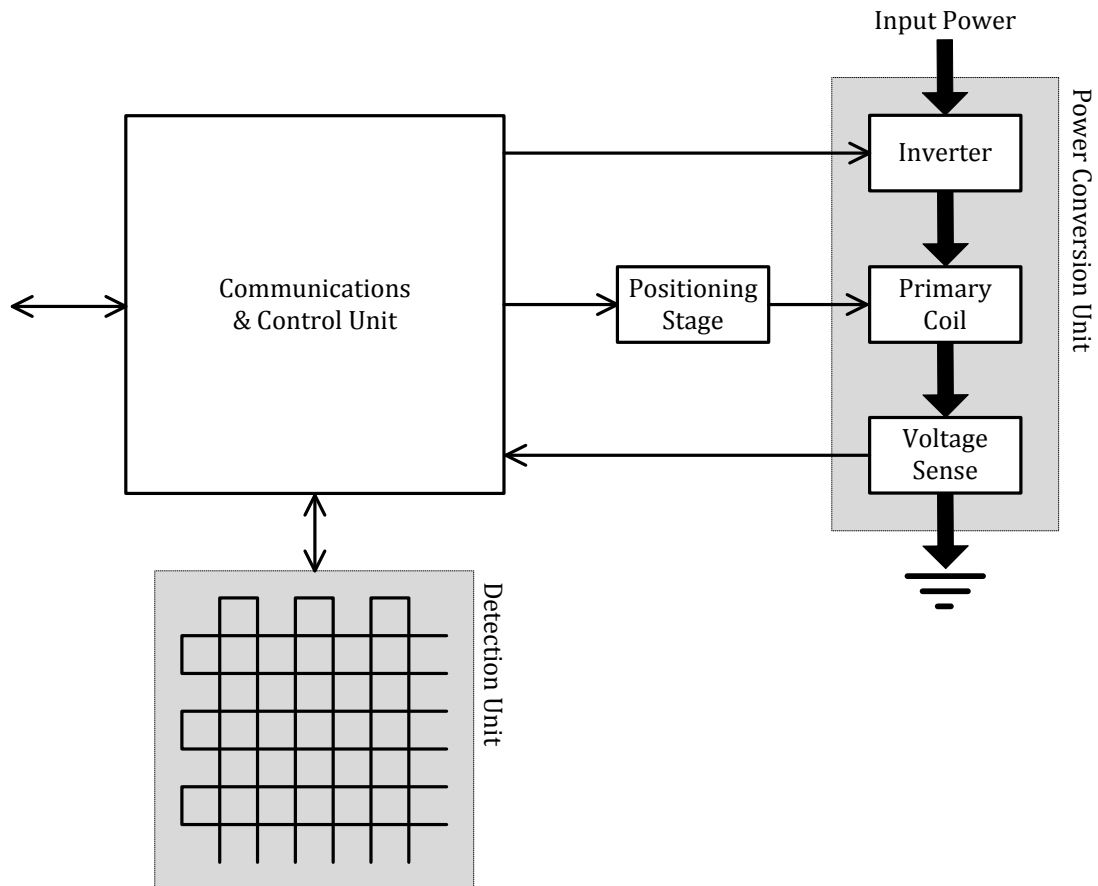 Input Power
Power Conversion Unit
Inverter
Communications
& Control Unit
Positioning
Stage
Primary
Coil
Voltage
Sense
Detection Unit